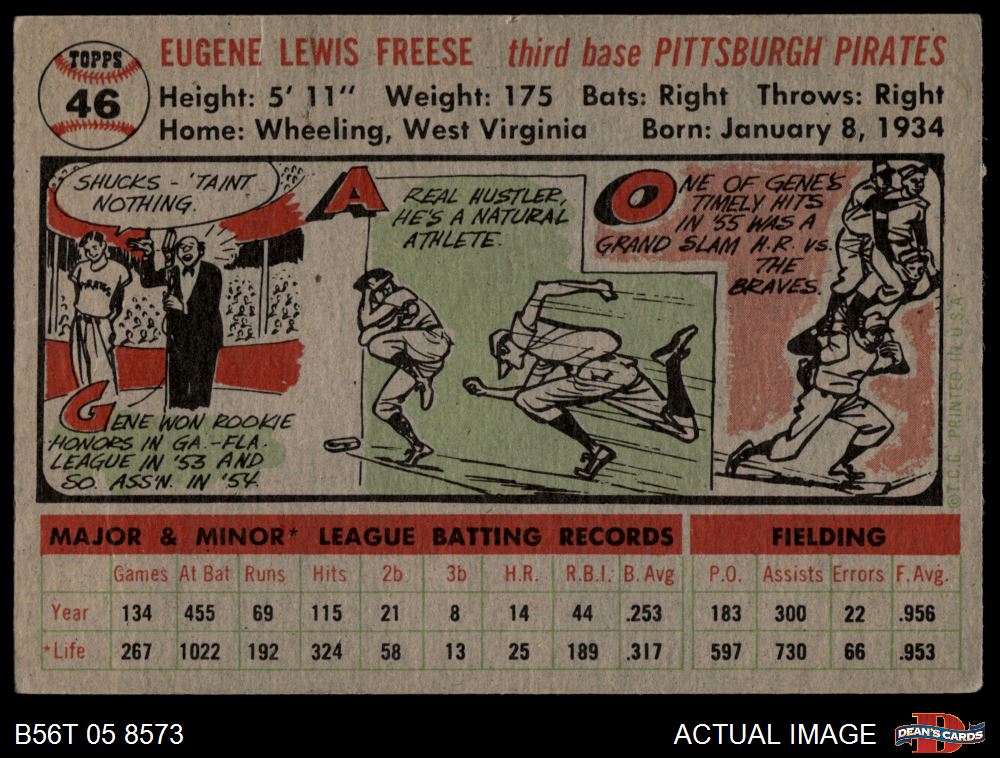 TOPPS
46
EUGENE LEWIS FREESE third base PITTSBURGH PIRATES
Height: 5' 11" Weight: 175 Bats: Right Throws: Right
Home: Wheeling, West Virginia Born: January 8, 1934
SHUCKS - 'TAINT
NOTHING.
PIRATES
GENE WON ROOKIE
HONORS IN GA.-FLA.
LEAGUE IN '53 AND
SO. ASS'N. IN '54.
A REAL HUSTLER,
HE'S A NATURAL
ATHLETE.
ONE OF GENE'S
TIMELY HITS
IN '55 WAS A
GRAND SLAM H.R. VS.
THE
BRAVES.
©T.C.G. PRINTED IN U.S.A.
MAJOR & MINOR* LEAGUE BATTING RECORDS FIELDING
Games At Bat Runs Hits 2b 3b H.R. R.B.I. B. Avg P.O. Assists Errors F. Avg.
Year 134 455 69 115 21 8 14 44 .253 183 300 22 .956
*Life 267 1022 192 324 58 13 25 189 .317 597 730 66 .953
B56T 05 8573 ACTUAL IMAGE
DEAN'S CARDS